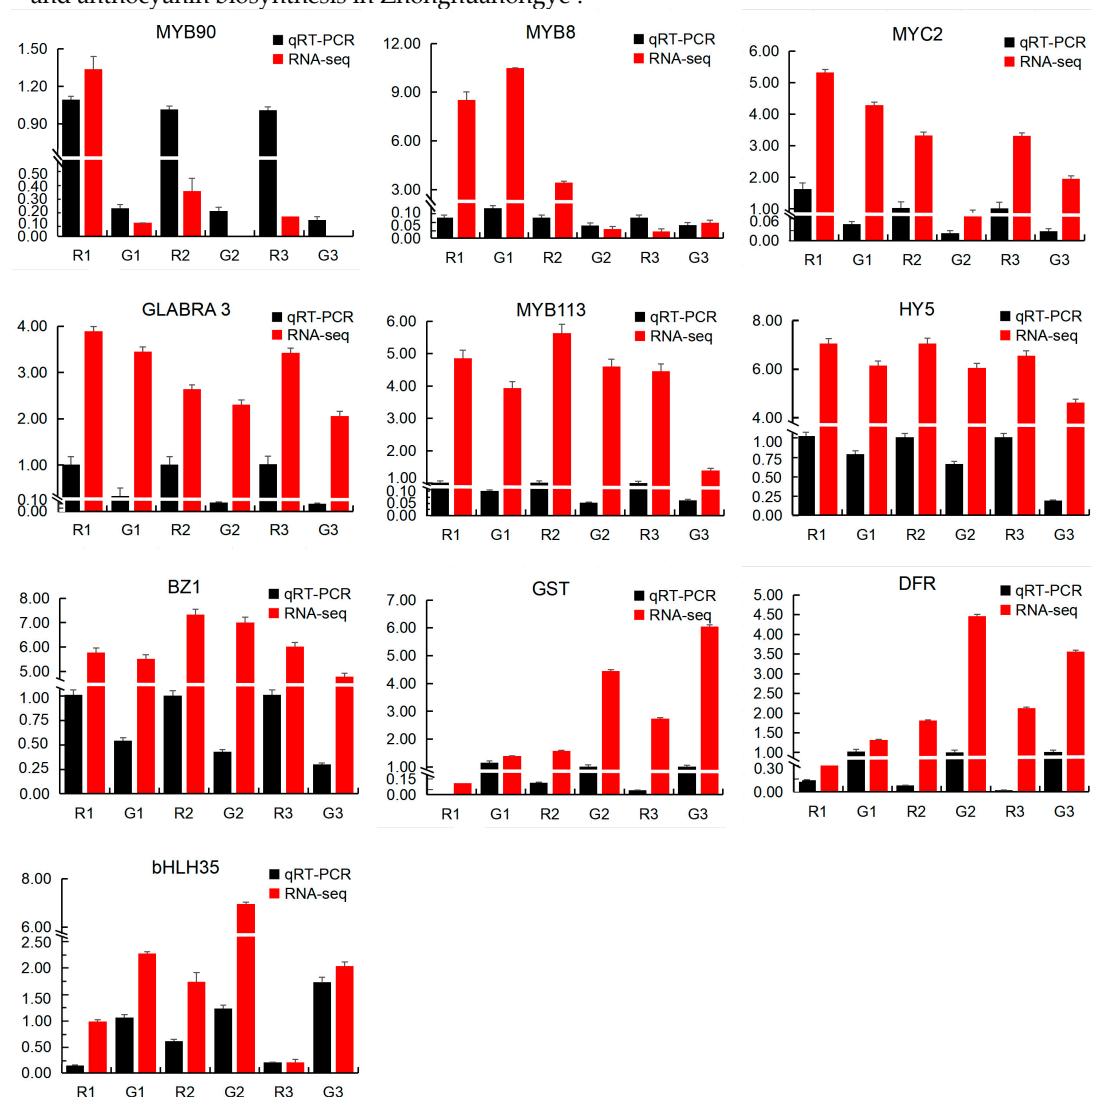 and anthocyanin biosynthesis in 'Zhonghuahongye'.
MYB90
qRT-PCR
RNA-seq
1.50
1.20
0.90
0.50
0.40
0.30
0.20
0.10
0.00
R1 G1 R2 G2 R3 G3
MYB8
qRT-PCR
RNA-seq
12.00
9.00
6.00
3.00
0.10
0.05
0.00
R1 G1 R2 G2 R3 G3
MYC2
qRT-PCR
RNA-seq
6.00
5.00
4.00
3.00
2.00
1.00
0.06
0.00
R1 G1 R2 G2 R3 G3
GLABRA 3
qRT-PCR
RNA-seq
4.00
3.00
2.00
1.00
0.10
0.00
R1 G1 R2 G2 R3 G3
MYB113
qRT-PCR
RNA-seq
6.00
5.00
4.00
3.00
2.00
1.00
0.10
0.05
0.00
R1 G1 R2 G2 R3 G3
HY5
qRT-PCR
RNA-seq
8.00
6.00
4.00
1.00
0.75
0.50
0.25
0.00
R1 G1 R2 G2 R3 G3
BZ1
qRT-PCR
RNA-seq
8.00
7.00
6.00
5.00
1.00
0.75
0.50
0.25
0.00
R1 G1 R2 G2 R3 G3
GST
qRT-PCR
RNA-seq
7.00
6.00
5.00
4.00
3.00
2.00
1.00
0.15
0.00
R1 G1 R2 G2 R3 G3
DFR
qRT-PCR
RNA-seq
5.00
4.50
4.00
3.50
3.00
2.50
2.00
1.50
1.00
0.30
0.00
R1 G1 R2 G2 R3 G3
bHLH35
qRT-PCR
RNA-seq
8.00
6.00
2.50
2.00
1.50
1.00
0.50
0.00
R1 G1 R2 G2 R3 G3